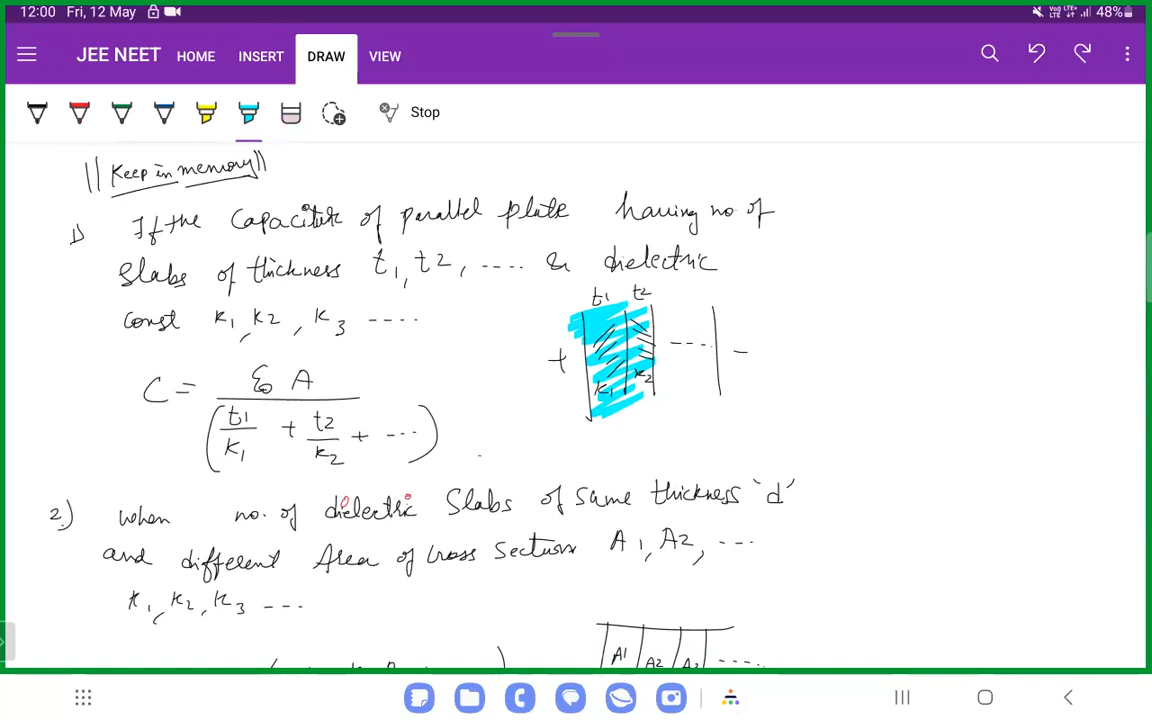 12:00 Fri, 12 May 48%
JEE NEET HOME INSERT DRAW VIEW
Stop
|| Keep in memory ||
1) If the Capacitor of parallel plate having no of
Slabs of thickness t1, t2, .... & dielectric
const K1, K2, K3 ....
t1 t2
+ K1 K2 ---- −
C = ε0 A / (t1/K1 + t2/K2 + ...)
2.) when no. of dielectric Slabs of same thickness 'd'
and different Area of Cross Section A1, A2, ...
K1, K2, K3 ....
A1 A2 A3 ....